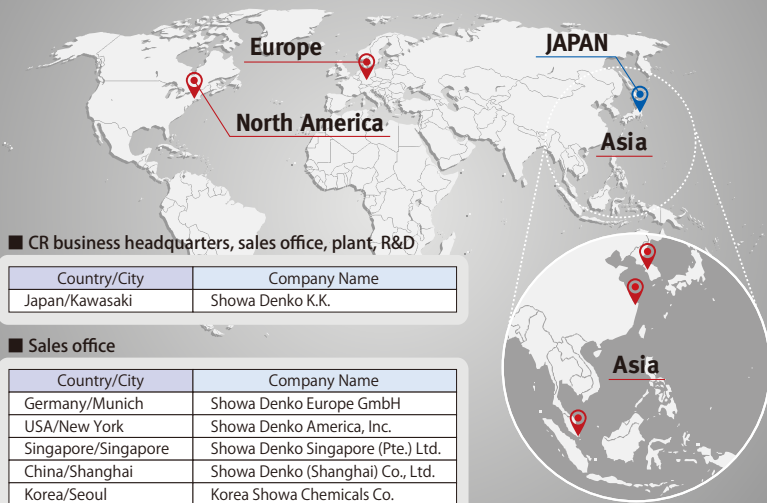 Europe
JAPAN
North America
Asia
■ CR business headquarters, sales office, plant, R&D
Country/City Company Name
Japan/Kawasaki Showa Denko K.K.
■ Sales office
Country/City Company Name
Germany/Munich Showa Denko Europe GmbH
USA/New York Showa Denko America, Inc.
Singapore/Singapore Showa Denko Singapore (Pte.) Ltd.
China/Shanghai Showa Denko (Shanghai) Co., Ltd.
Korea/Seoul Korea Showa Chemicals Co.
Asia